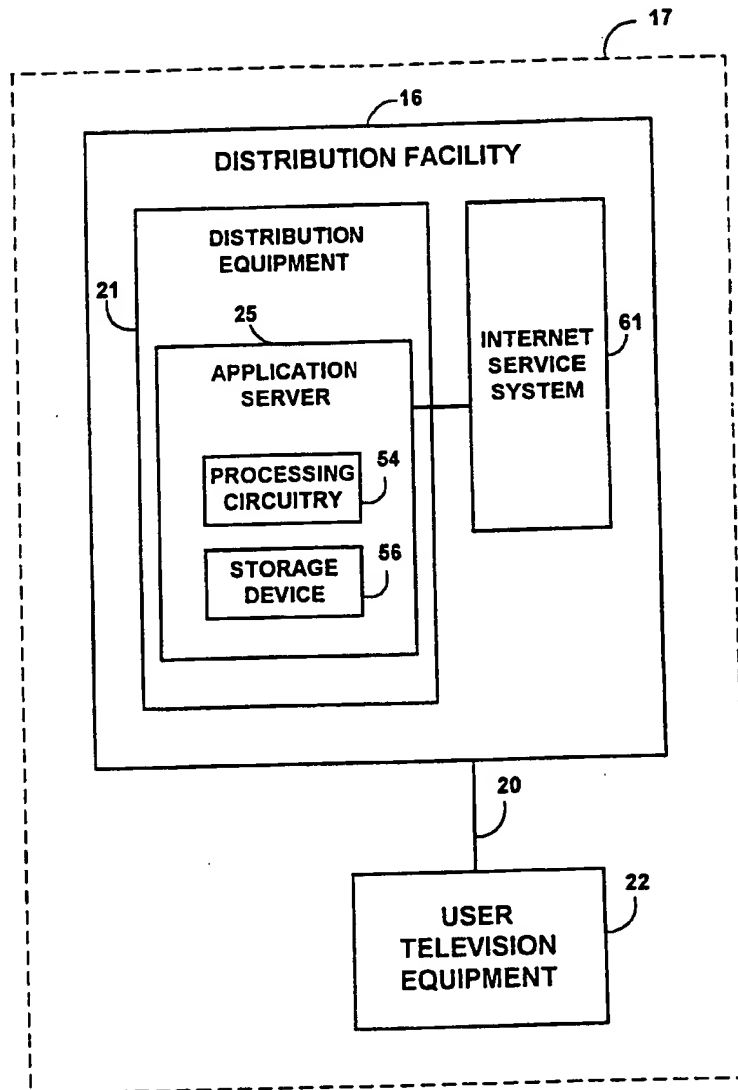 17
16
DISTRIBUTION FACILITY
DISTRIBUTION
EQUIPMENT
21
25
APPLICATION
SERVER
INTERNET
SERVICE
SYSTEM
61
PROCESSING
CIRCUITRY
54
STORAGE
DEVICE
56
20
USER
TELEVISION
EQUIPMENT
22